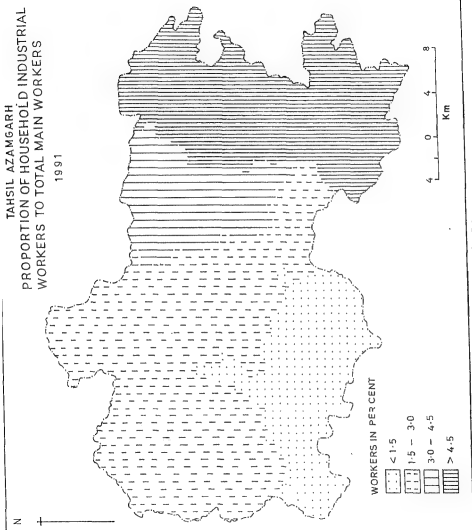 TAHSIL AZAMGARH
PROPORTION OF HOUSEHOLD INDUSTRIAL
WORKERS TO TOTAL MAIN WORKERS
1991
N
WORKERS IN PER CENT
< 1·5
1·5 – 3·0
3·0 – 4·5
> 4·5
4 0 4 8
Km